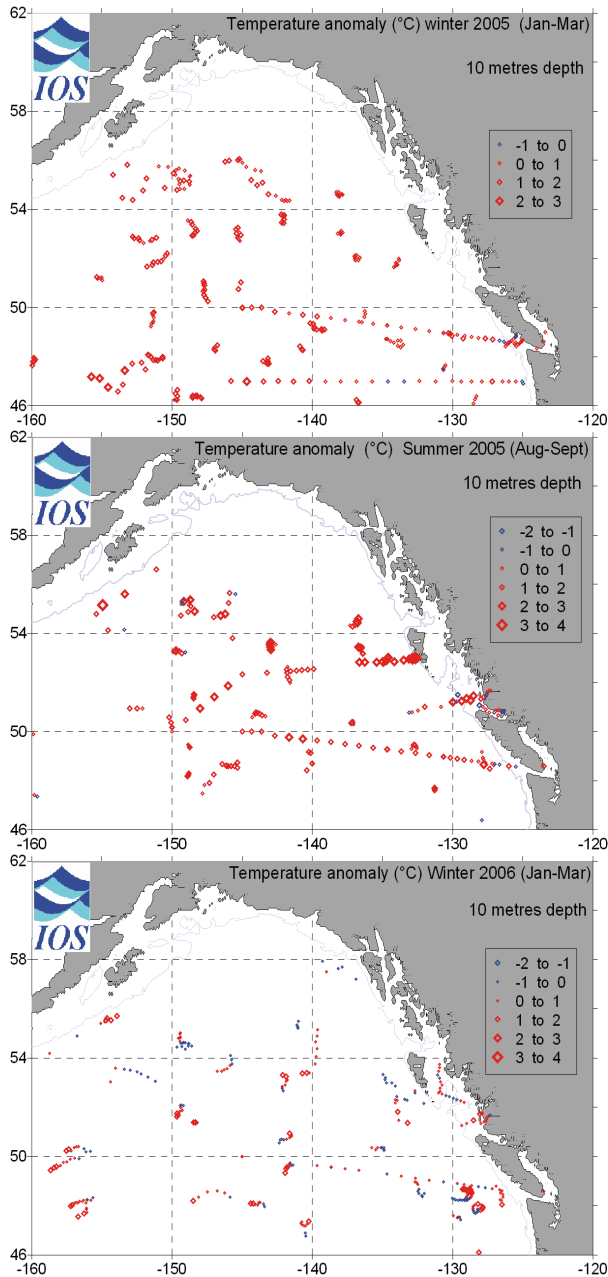 Temperature anomaly (°C) winter 2005 (Jan-Mar)
10 metres depth
IOS
-1 to 0
0 to 1
1 to 2
2 to 3
62
58
54
50
46
-160
-150
-140
-130
-120
Temperature anomaly (°C) Summer 2005 (Aug-Sept)
10 metres depth
IOS
-2 to -1
-1 to 0
0 to 1
1 to 2
2 to 3
3 to 4
62
58
54
50
46
-160
-150
-140
-130
-120
Temperature anomaly (°C) Winter 2006 (Jan-Mar)
10 metres depth
IOS
-2 to -1
-1 to 0
0 to 1
1 to 2
2 to 3
3 to 4
62
58
54
50
46
-160
-150
-140
-130
-120